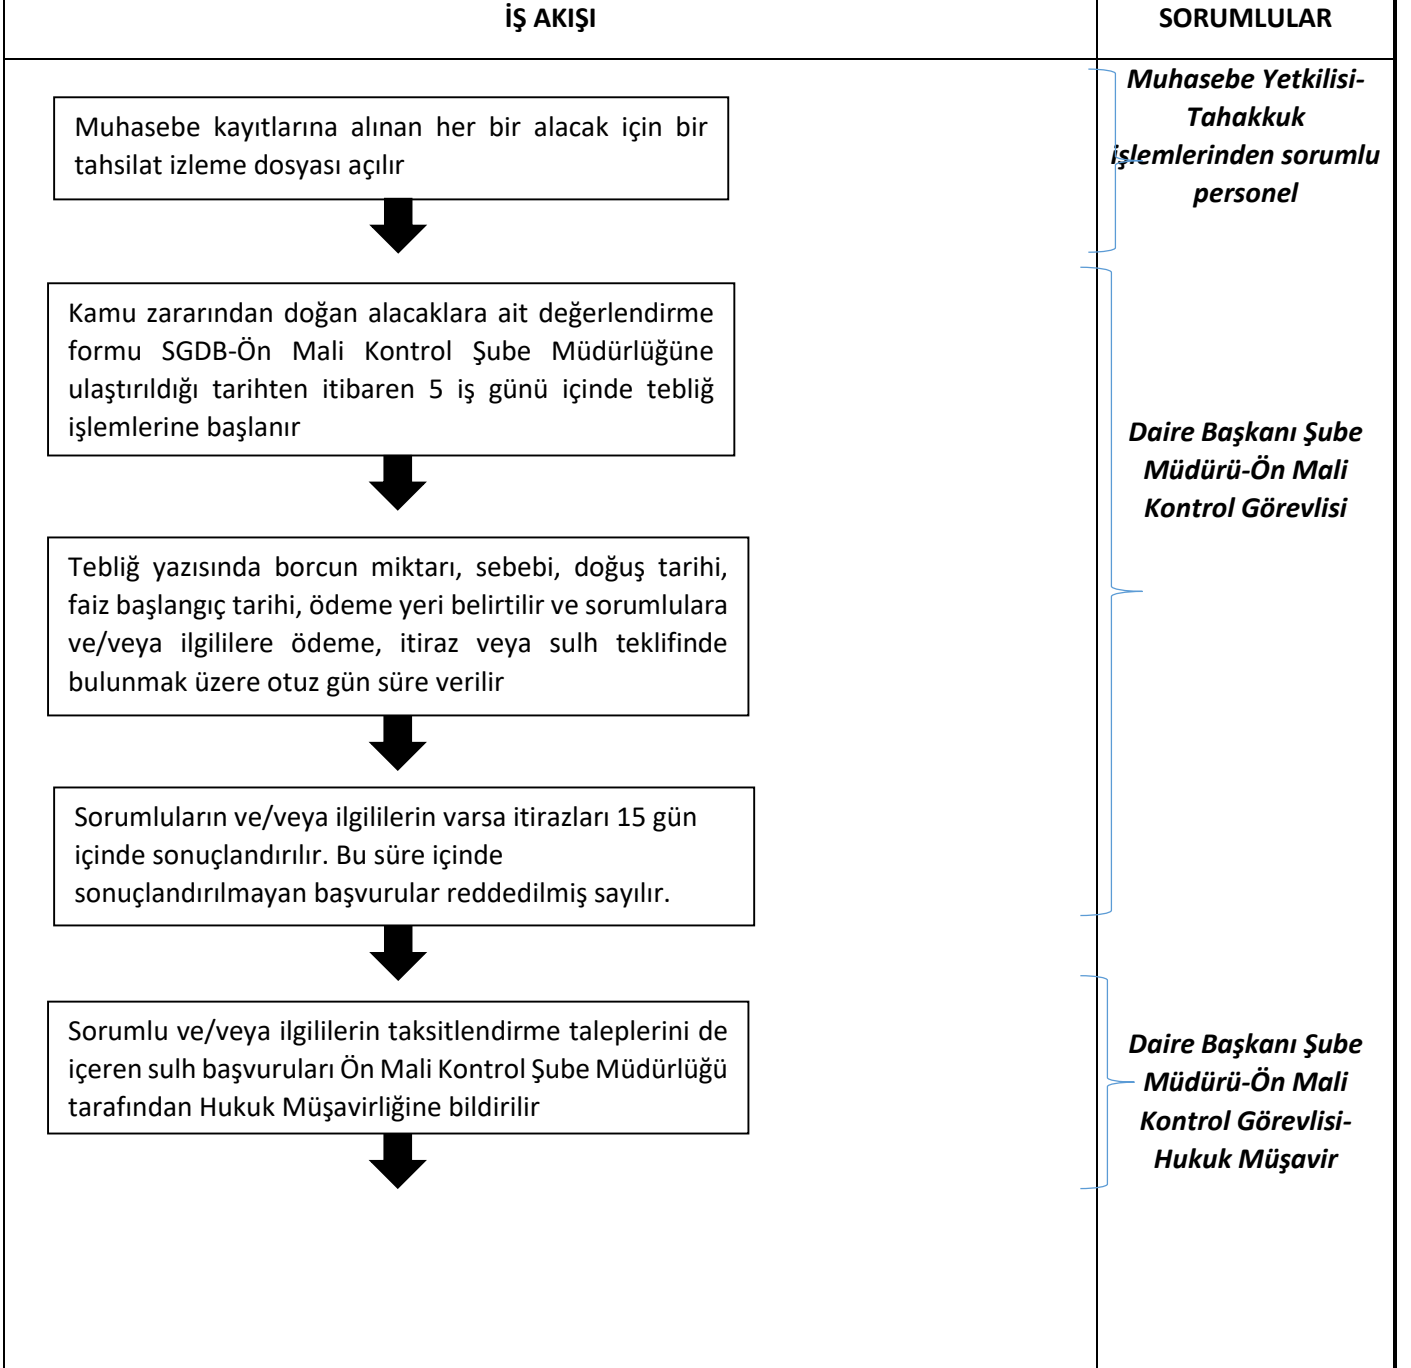 İŞ AKIŞI
SORUMLULAR
Muhasebe kayıtlarına alınan her bir alacak için bir
tahsilat izleme dosyası açılır
Muhasebe Yetkilisi-
Tahakkuk
işlemlerinden sorumlu
personel
Kamu zararından doğan alacaklara ait değerlendirme
formu SGDB-Ön Mali Kontrol Şube Müdürlüğüne
ulaştırıldığı tarihten itibaren 5 iş günü içinde tebliğ
işlemlerine başlanır
Tebliğ yazısında borcun miktarı, sebebi, doğuş tarihi,
faiz başlangıç tarihi, ödeme yeri belirtilir ve sorumlulara
ve/veya ilgililere ödeme, itiraz veya sulh teklifinde
bulunmak üzere otuz gün süre verilir
Sorumluların ve/veya ilgililerin varsa itirazları 15 gün
içinde sonuçlandırılır. Bu süre içinde
sonuçlandırılmayan başvurular reddedilmiş sayılır.
Daire Başkanı Şube
Müdürü-Ön Mali
Kontrol Görevlisi
Sorumlu ve/veya ilgililerin taksitlendirme taleplerini de
içeren sulh başvuruları Ön Mali Kontrol Şube Müdürlüğü
tarafından Hukuk Müşavirliğine bildirilir
Daire Başkanı Şube
Müdürü-Ön Mali
Kontrol Görevlisi-
Hukuk Müşavir